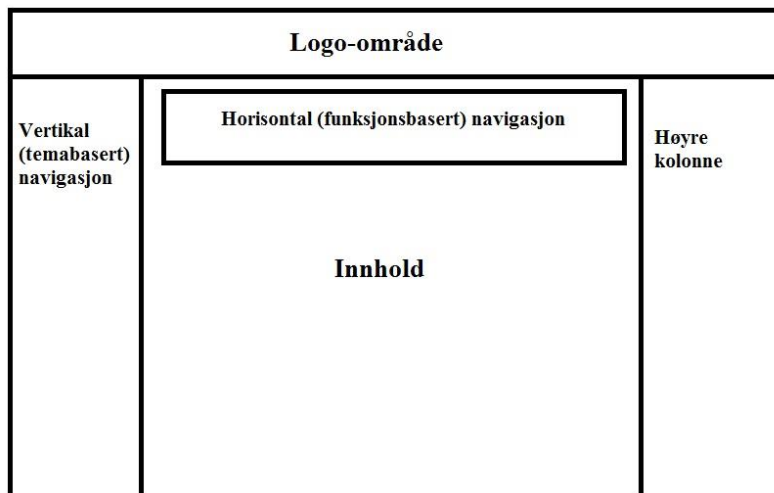 Logo-område
Vertikal
(temabasert)
navigasjon
Horisontal (funksjonsbasert) navigasjon
Høyre
kolonne
Innhold